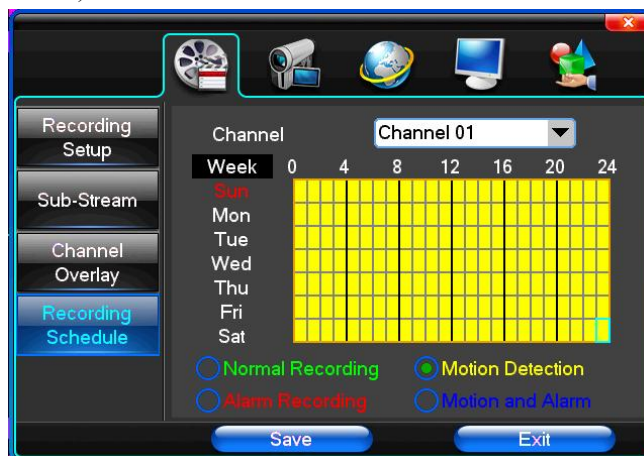 Recording
Setup
Sub-Stream
Channel
Overlay
Recording
Schedule
Channel Channel 01
Week 0 4 8 12 16 20 24
Sun
Mon
Tue
Wed
Thu
Fri
Sat
Normal Recording Motion Detection
Alarm Recording Motion and Alarm
Save Exit